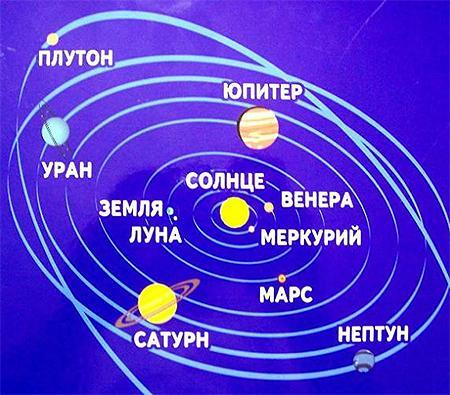 ПЛУТОН
ЮПИТЕР
УРАН
СОЛНЦЕ
ВЕНЕРА
ЗЕМЛЯ
ЛУНА
МЕРКУРИЙ
МАРС
САТУРН
НЕПТУН